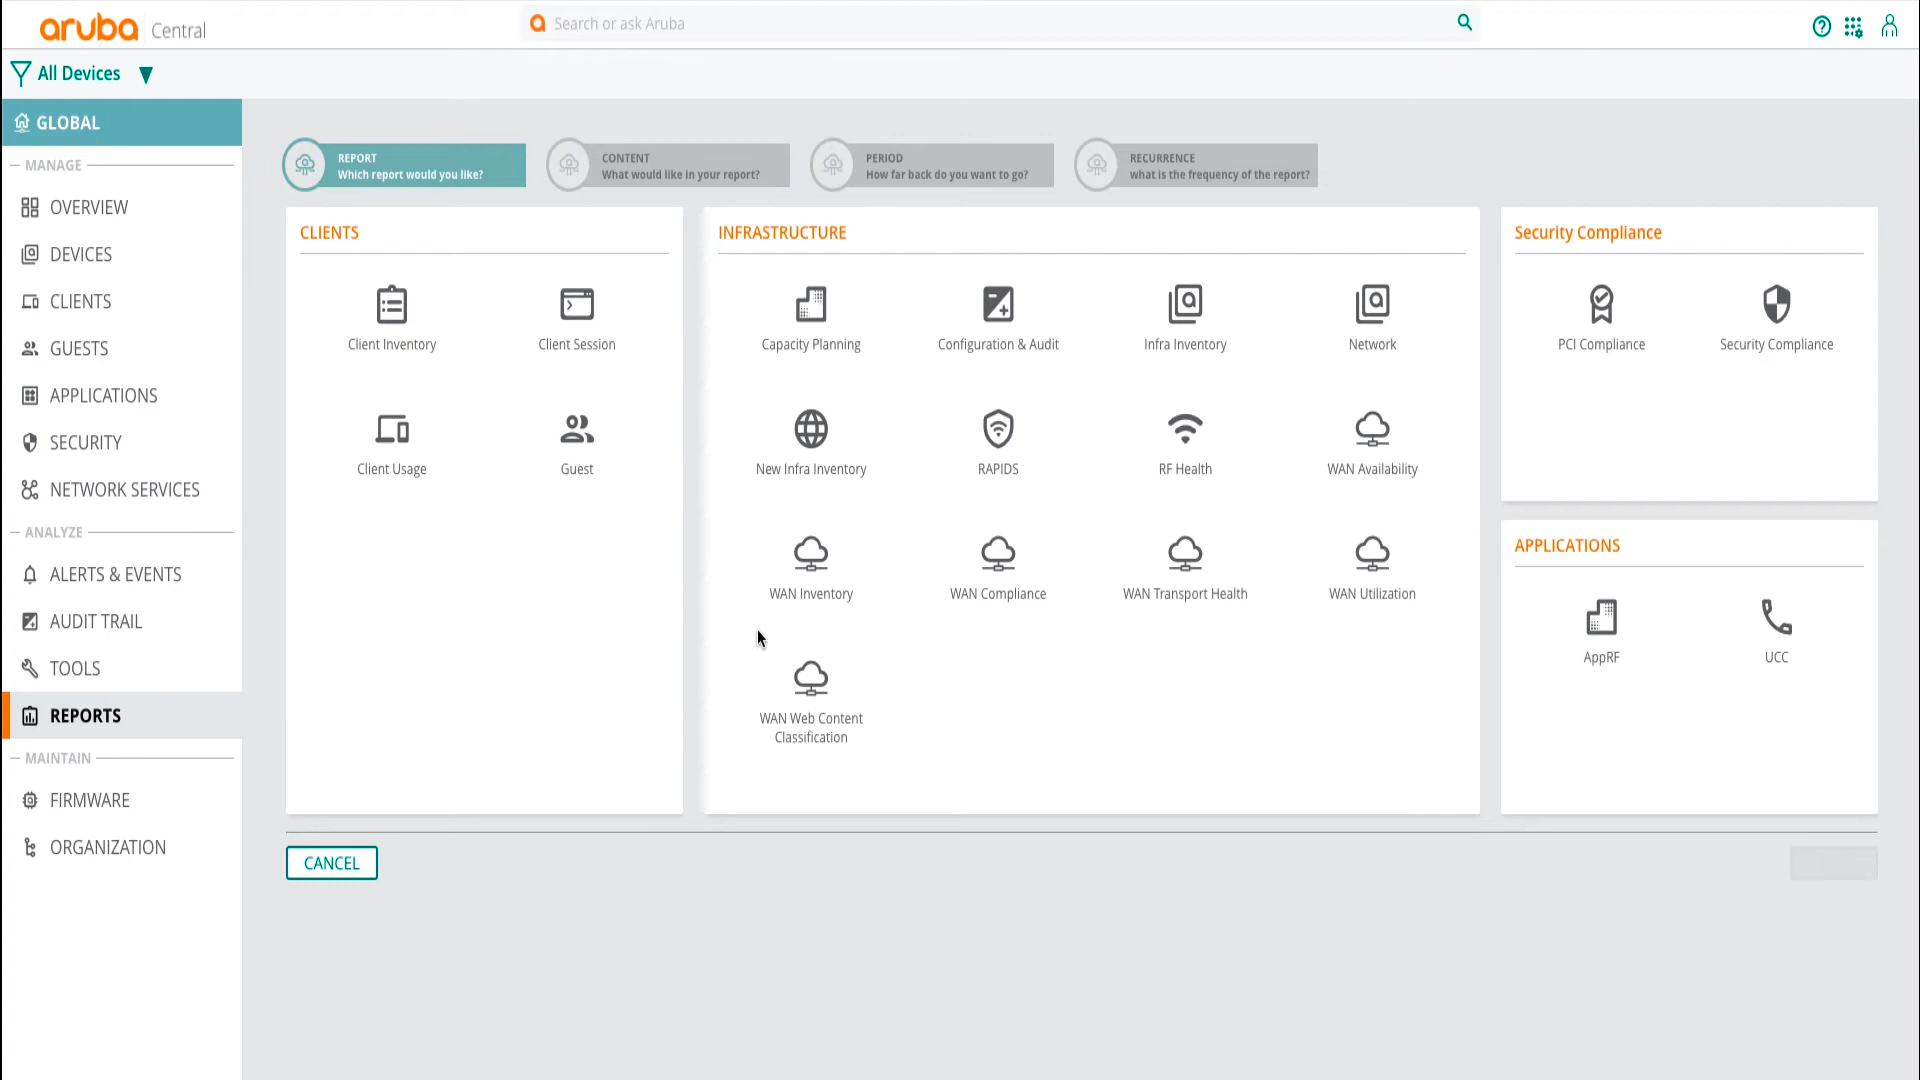 aruba Central
Search or ask Aruba
All Devices
GLOBAL
MANAGE
OVERVIEW
DEVICES
CLIENTS
GUESTS
APPLICATIONS
SECURITY
NETWORK SERVICES
ANALYZE
ALERTS & EVENTS
AUDIT TRAIL
TOOLS
REPORTS
MAINTAIN
FIRMWARE
ORGANIZATION
REPORT
Which report would you like?
CONTENT
What would like in your report?
PERIOD
How far back do you want to go?
RECURRENCE
what is the frequency of the report?
CLIENTS
Client Inventory
Client Session
Client Usage
Guest
INFRASTRUCTURE
Capacity Planning
Configuration & Audit
Infra Inventory
Network
New Infra Inventory
RAPIDS
RF Health
WAN Availability
WAN Inventory
WAN Compliance
WAN Transport Health
WAN Utilization
WAN Web Content
Classification
Security Compliance
PCI Compliance
Security Compliance
APPLICATIONS
AppRF
UCC
CANCEL